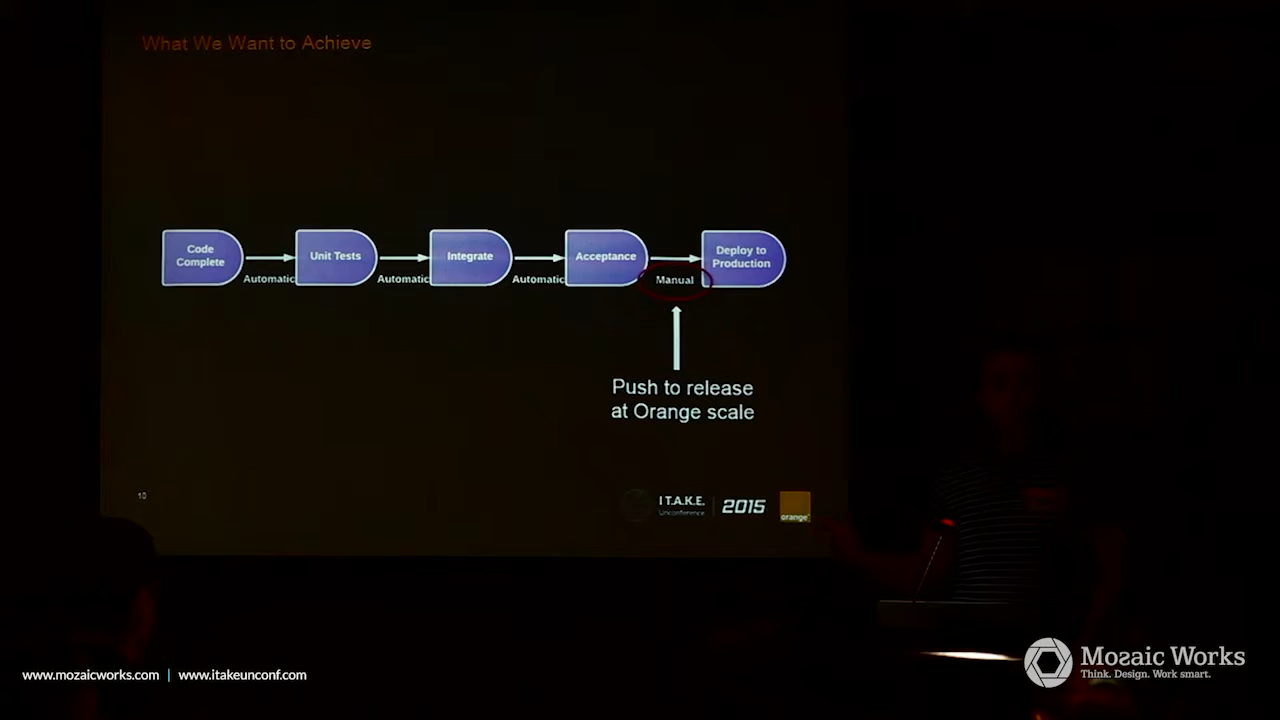 What We Want to Achieve
Code
Complete
Automatic
Unit Tests
Automatic
Integrate
Automatic
Acceptance
Manual
Deploy to
Production
Push to release
at Orange scale
10
I T.A.K.E.
Unconference
2015
orange™
www.mozaicworks.com | www.itakeunconf.com
Mozaic Works
Think. Design. Work smart.